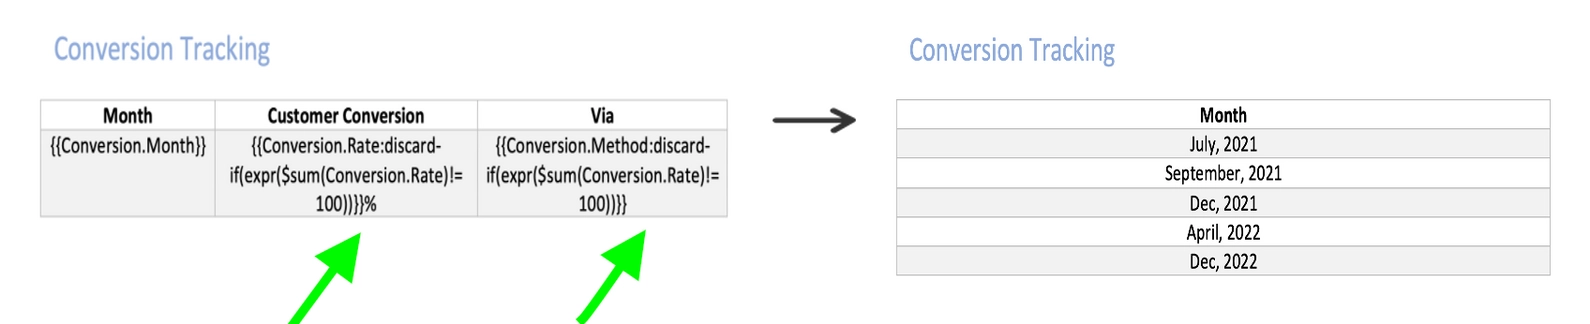 Conversion Tracking
Month Customer Conversion Via
{{Conversion.Month}} {{Conversion.Rate:discard- {{Conversion.Method:discard-
if(expr($sum(Conversion.Rate)!= if(expr($sum(Conversion.Rate)!=
100))}}% 100))}}
Conversion Tracking
Month
July, 2021
September, 2021
Dec, 2021
April, 2022
Dec, 2022